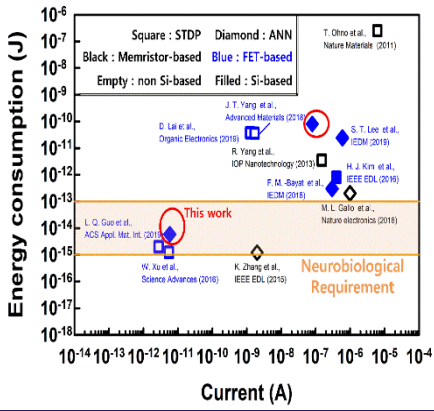 10⁻⁶
10⁻⁷
10⁻⁸
10⁻⁹
10⁻¹⁰
10⁻¹¹
10⁻¹²
10⁻¹³
10⁻¹⁴
10⁻¹⁵
10⁻¹⁶
10⁻¹⁷
10⁻¹⁸
Energy consumption (J)
Square : STDP Diamond : ANN
Black : Memristor-based Blue : FET-based
Empty : non Si-based Filled : Si-based
T. Ohno et al.,
Nature Materials (2011)
J. T. Yang et al.,
Advanced Materials (2018)
D. Lai et al.,
Organic Electronics (2019)
S. T. Lee et al.,
IEDM (2019)
R. Yang et al.,
IOP Nanotechnology (2013)
H. J. Kim et al.,
IEEE EDL (2016)
F. M. -Bayat et al.,
IEDM (2018)
M. L. Gallo et al.,
Nature electronics (2018)
This work
L. Q. Guo et al.,
ACS Appl. Mat. Int. (2019)
W. Xu et al.,
Science Advances (2016)
K. Zhang et al.,
IEEE EDL (2016)
Neurobiological
Requirement
10⁻¹⁴ 10⁻¹³ 10⁻¹² 10⁻¹¹ 10⁻¹⁰ 10⁻⁹ 10⁻⁸ 10⁻⁷ 10⁻⁶ 10⁻⁵ 10⁻⁴
Current (A)